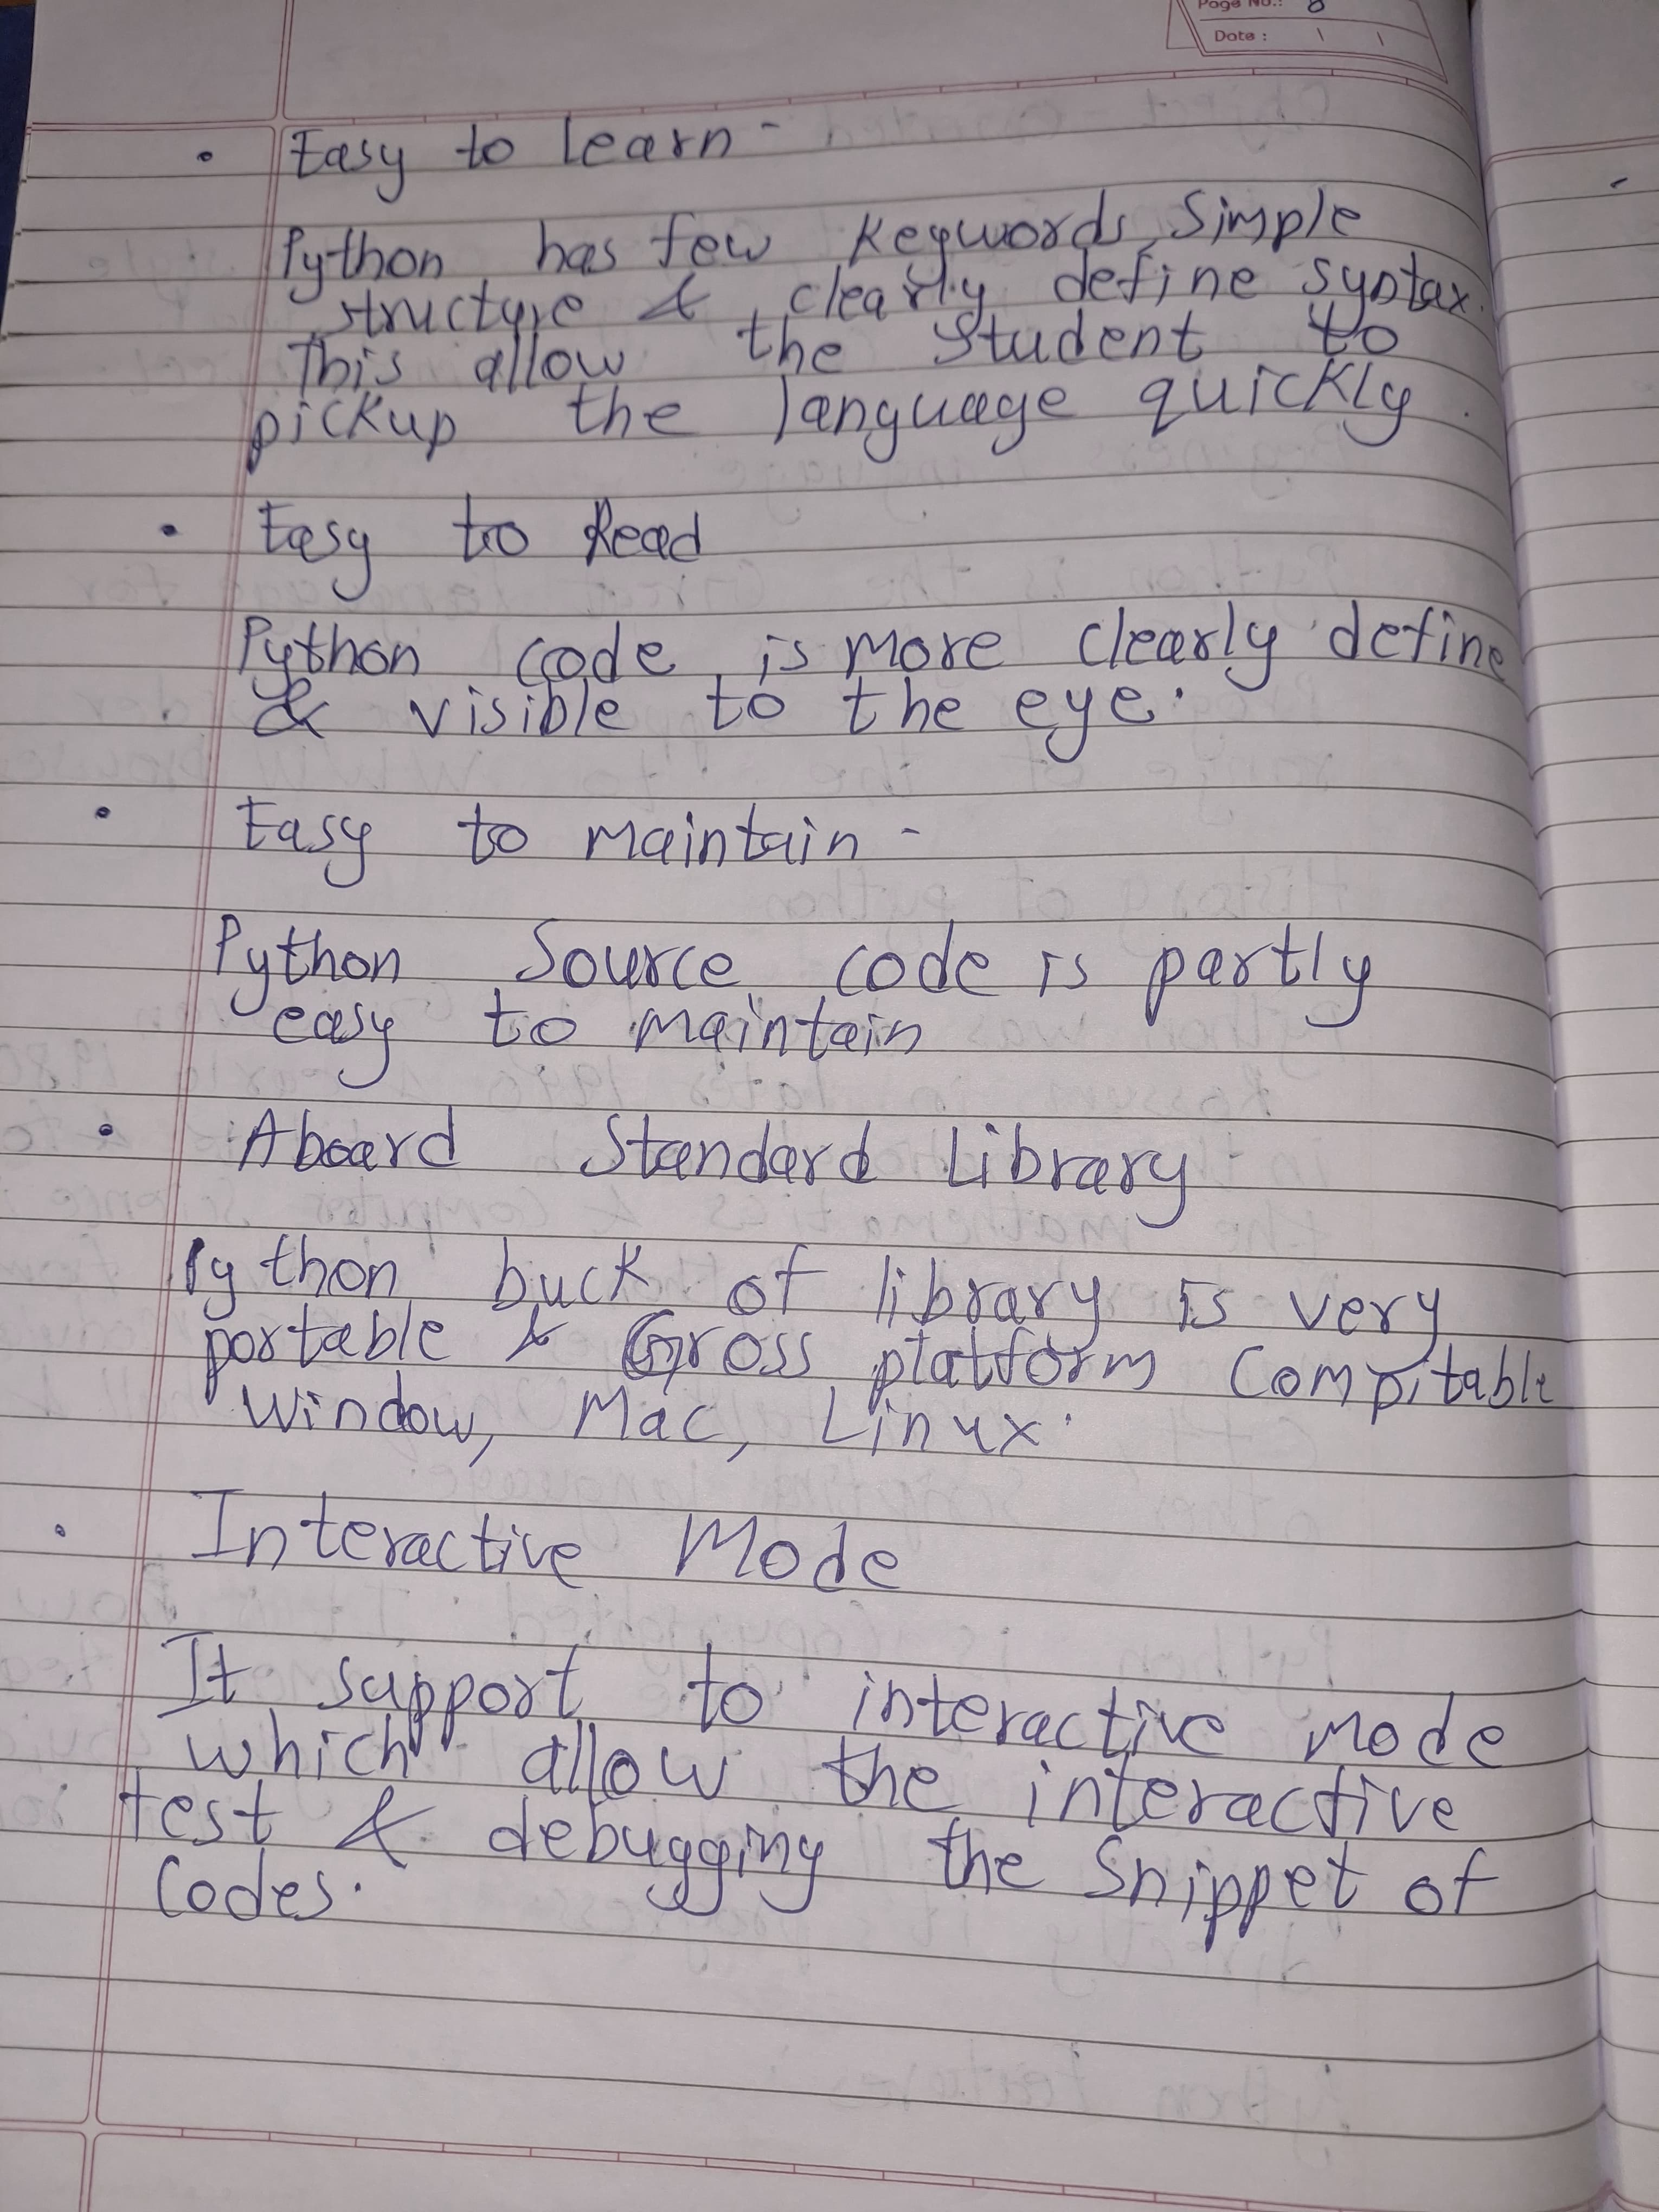 Page No.: 8
Date :
• Easy to learn -
Python has few keywords, Simple
structure & clearly define syntax.
This allow the student to
pickup the language quickly.
• Easy to Read
Python code is more clearly define
& visible to the eye.
• Easy to maintain -
Python Source code is partly
easy to maintain
• Aboard Standard Library
Python buck of library is very
portable & Gross platform Compitable
Window, Mac, Linux.
• Interactive Mode
It support to interactive mode
which allow the interactive
test & debugging the Snippet of
Codes.